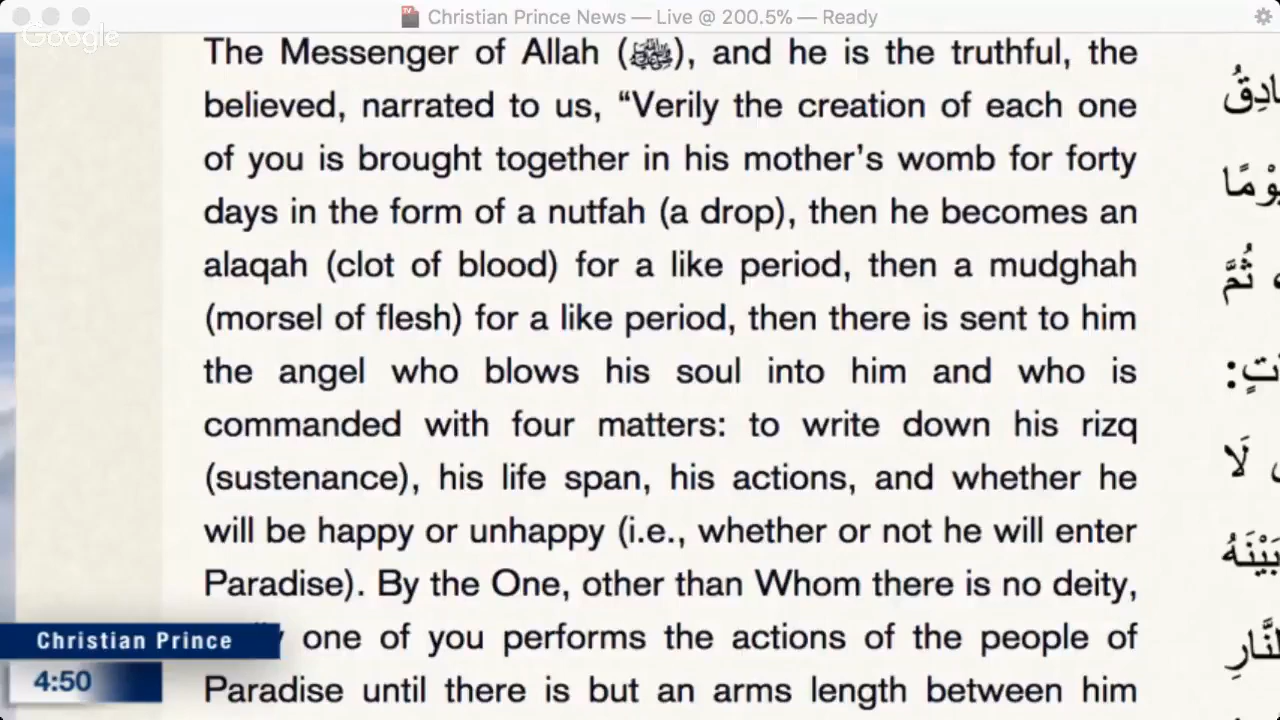 Christian Prince News — Live @ 200.5% — Ready
Google
The Messenger of Allah (ﷺ), and he is the truthful, the
believed, narrated to us, “Verily the creation of each one
of you is brought together in his mother’s womb for forty
days in the form of a nutfah (a drop), then he becomes an
alaqah (clot of blood) for a like period, then a mudghah
(morsel of flesh) for a like period, then there is sent to him
the angel who blows his soul into him and who is
commanded with four matters: to write down his rizq
(sustenance), his life span, his actions, and whether he
will be happy or unhappy (i.e., whether or not he will enter
Paradise). By the One, other than Whom there is no deity,
one of you performs the actions of the people of
Paradise until there is but an arms length between him
ثُمَّ
لَا
بَيْنَهُ
Christian Prince
4:50